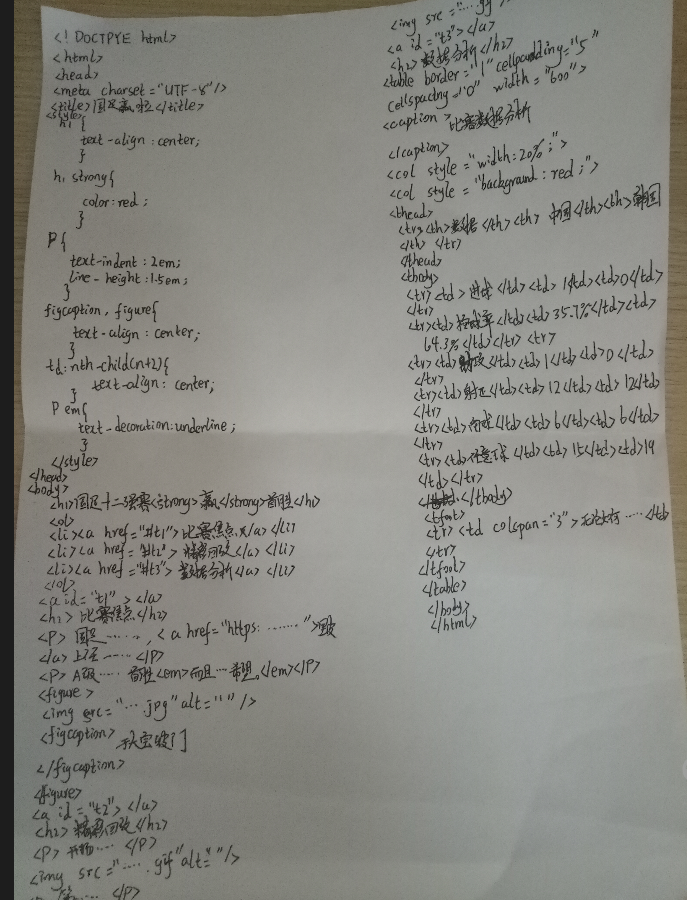 <! DOCTPYE html>
<html>
<head>
<meta charset="UTF-8"/>
<title>国足赢啦</title>
<style>
h1 {
text-align:center;
}
h1 strong{
color:red;
}
P{
text-indent:2em;
line-height:1.5em;
}
figcaption, figure{
text-align:center;
}
td:nth-child(n+2){
text-align: center;
}
P em{
text-decoration:underline;
}
</style>
</head>
<body>
<h1>国足十二强赛<strong>赢</strong>首胜</h1>
<ol>
<li><a href="#t1">比赛焦点</a></li>
<li><a href="#t2">精彩回放</a></li>
<li><a href="#t3">数据分析</a></li>
</ol>
<a id="t1"></a>
<h2>比赛焦点</h2>
<P>国足……,<a href="https:……">
</a>上泾……</P>
<P>A组……首胜<em>而且…希望。</em></P>
<figure>
<img src="….jpg" alt=""/>
<figcaption>破门
</figcaption>
<figure>
<a id="t2"></a>
<h2>精彩回放</h2>
<P>开场……</P>
<img src="…….gif" alt=""/>
……</P>
<img src="…
<a id="t3"></a>
<h2>数据分析</h2>
<table border="1" cellpadding="5"
cellspacing="0" width="600">
<caption>比赛数据分析
</caption>
<col style="width:20%;">
<col style="background:red;">
<thead>
<tr><th>数据</th><th>中国</th><th>韩国
</th></tr>
</thead>
<tbody>
<tr><td>进球</td><td>1/td><td>0</td>
</tr>
<tr><td>控球率</td><td>35.7%</td><td>
64.3%</td></tr> <tr>
<tr><td>射攻</td><td>1</td><td>0</td>
</tr>
<tr><td>射正</td><td>12</td><td>12</td>
</tr>
<tr><td>角球</td><td>6</td><td>6</td>
</tr>
<tr><td>任意球</td><td>15</td><td>19
</td></tr>
</tbody>
<tfoot>
<tr><td colspan="3">无论……</td>
</tr>
</tfoot>
</table>
</body>
</html>